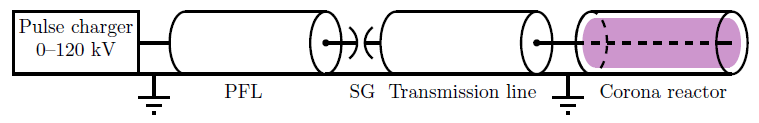 Pulse charger
0–120 kV
PFL
SG
Transmission line
Corona reactor